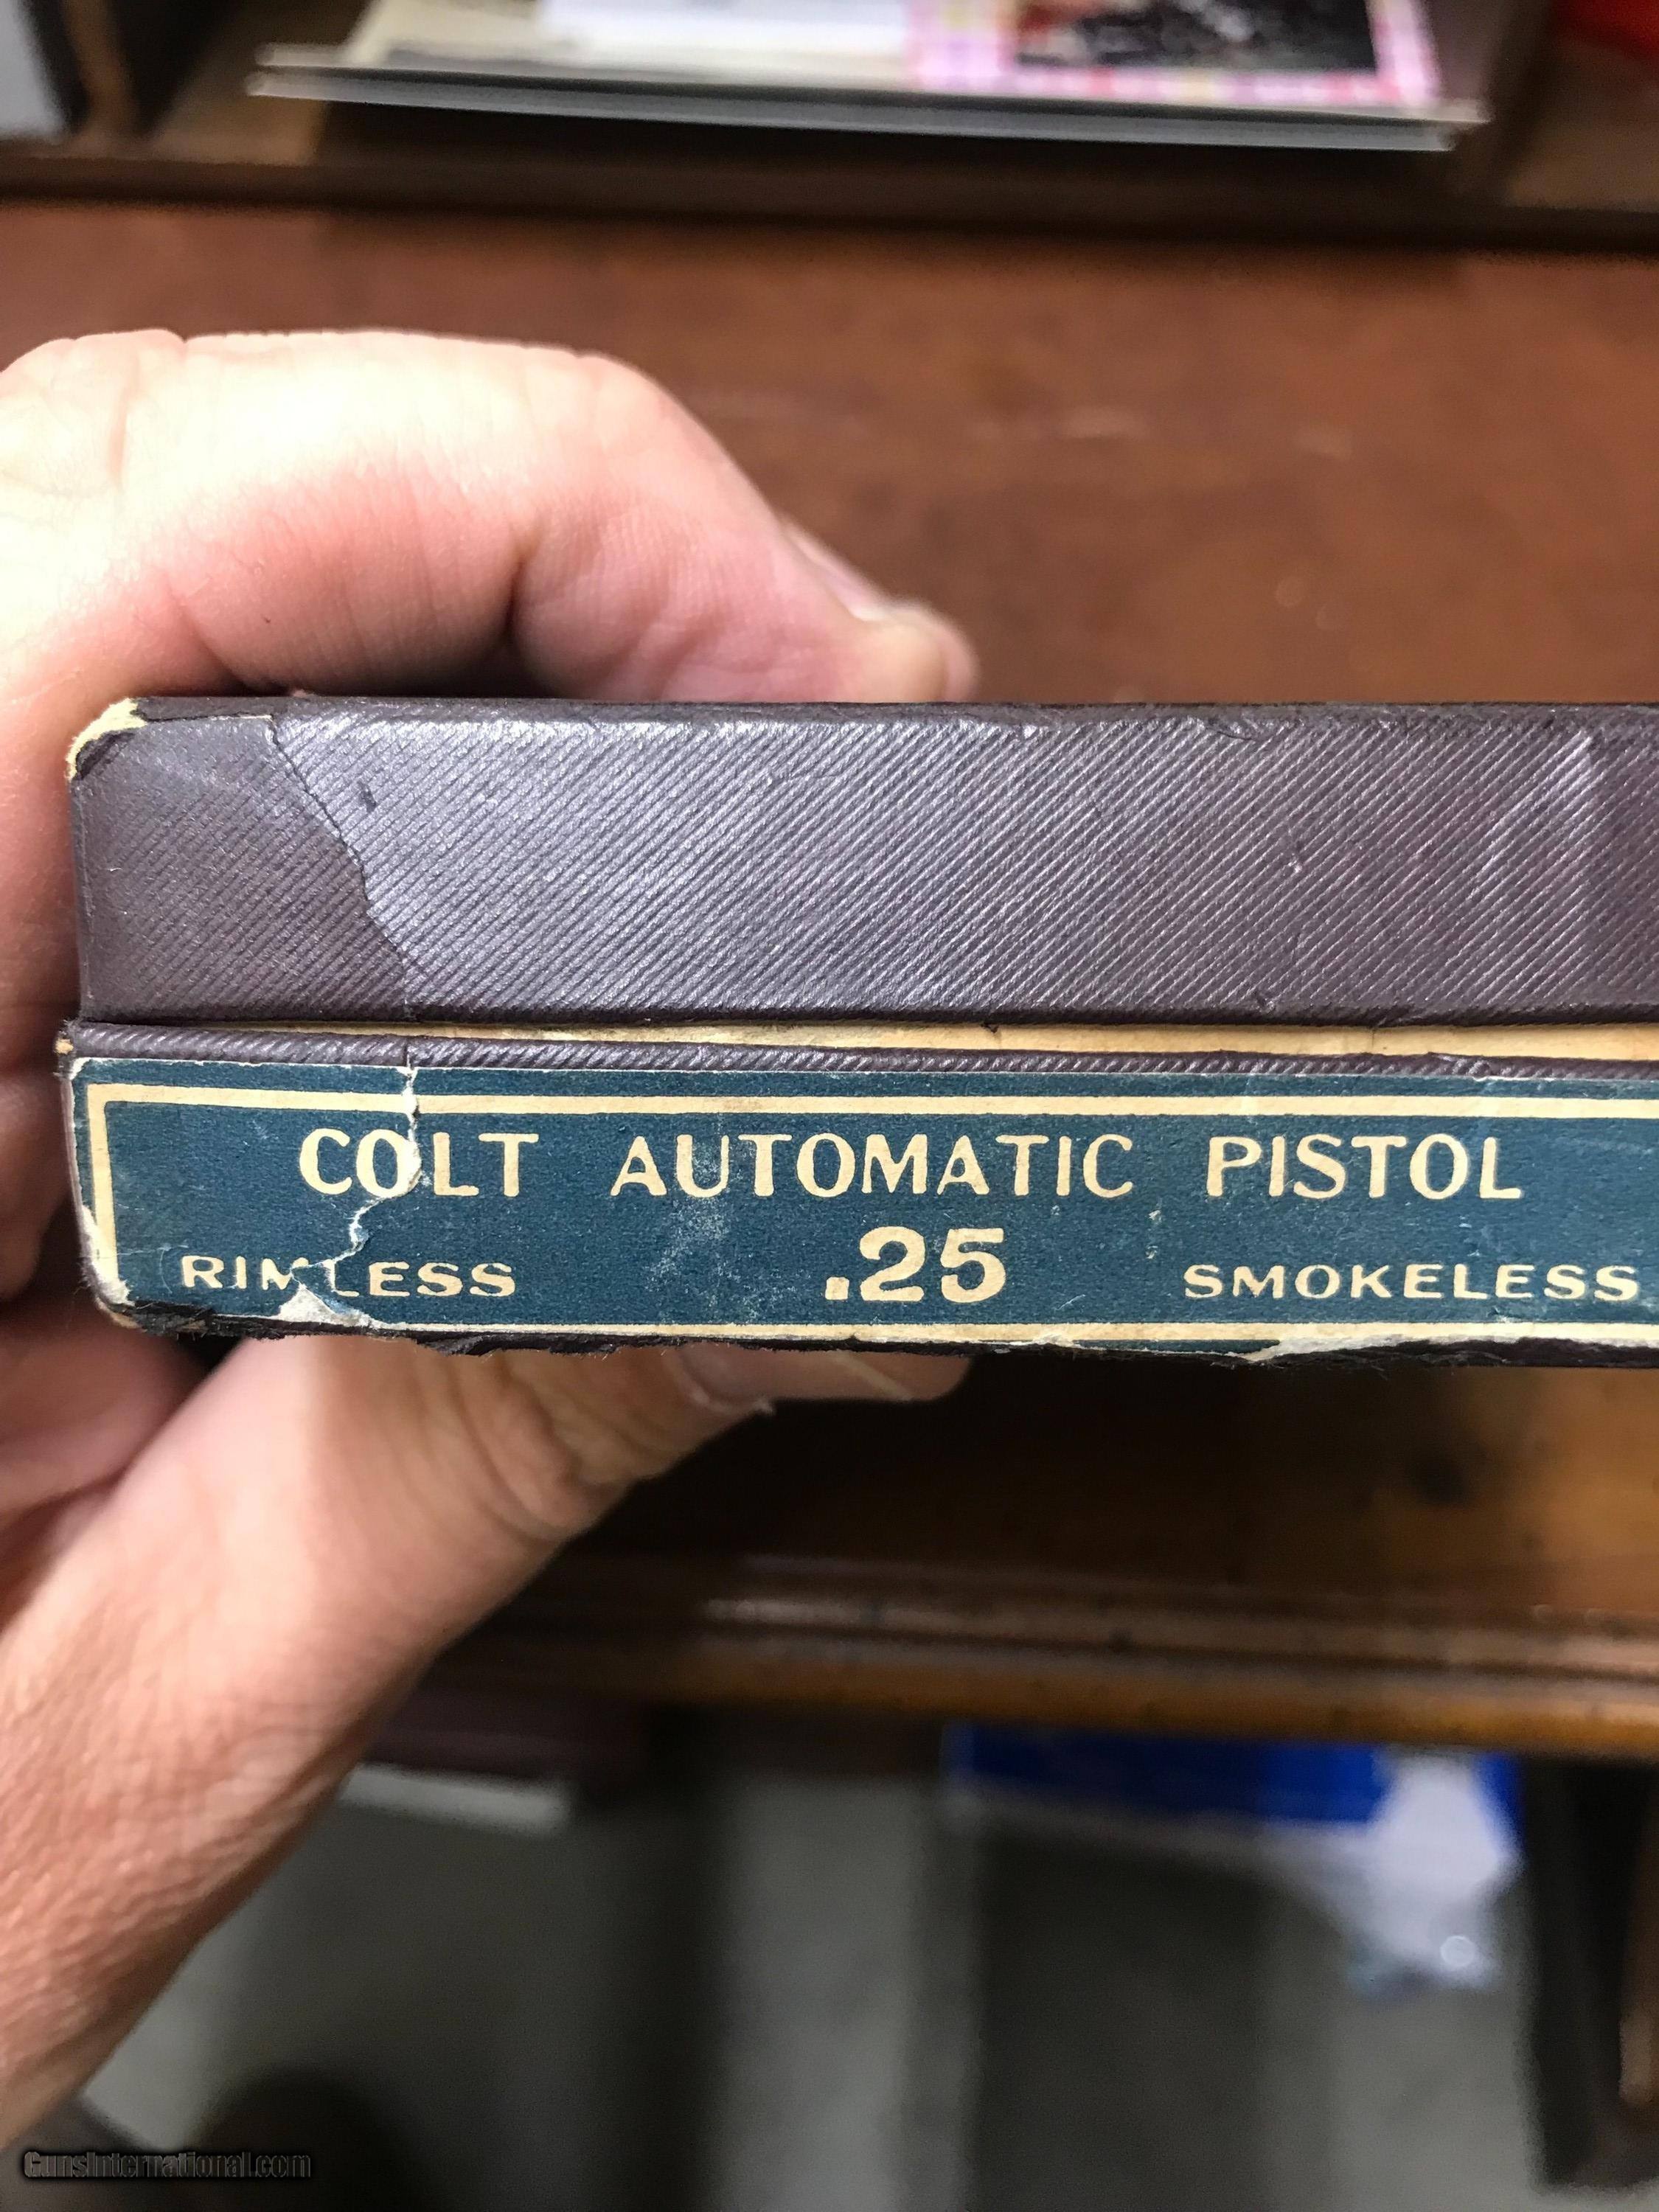 COLT AUTOMATIC PISTOL
RIMLESS .25 SMOKELESS
GunsInternational.com